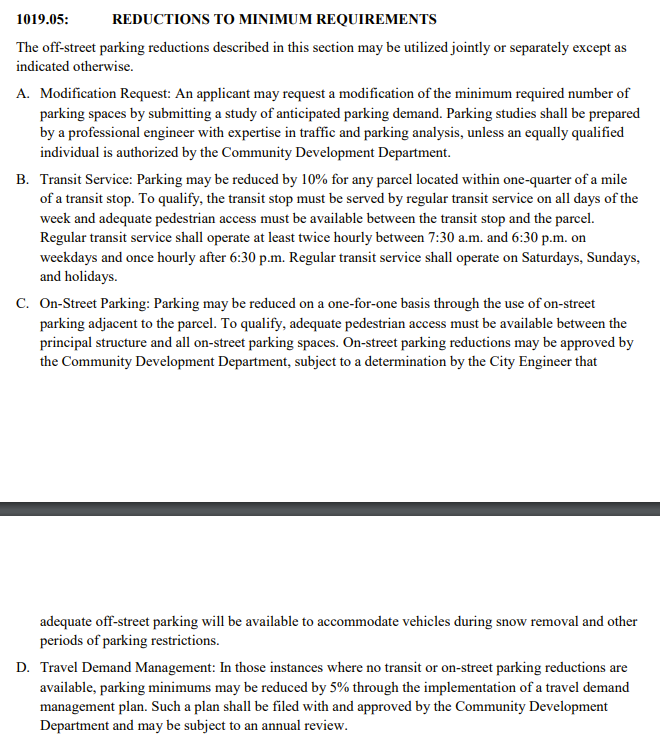 1019.05: REDUCTIONS TO MINIMUM REQUIREMENTS
The off-street parking reductions described in this section may be utilized jointly or separately except as
indicated otherwise.
A. Modification Request: An applicant may request a modification of the minimum required number of
parking spaces by submitting a study of anticipated parking demand. Parking studies shall be prepared
by a professional engineer with expertise in traffic and parking analysis, unless an equally qualified
individual is authorized by the Community Development Department.
B. Transit Service: Parking may be reduced by 10% for any parcel located within one-quarter of a mile
of a transit stop. To qualify, the transit stop must be served by regular transit service on all days of the
week and adequate pedestrian access must be available between the transit stop and the parcel.
Regular transit service shall operate at least twice hourly between 7:30 a.m. and 6:30 p.m. on
weekdays and once hourly after 6:30 p.m. Regular transit service shall operate on Saturdays, Sundays,
and holidays.
C. On-Street Parking: Parking may be reduced on a one-for-one basis through the use of on-street
parking adjacent to the parcel. To qualify, adequate pedestrian access must be available between the
principal structure and all on-street parking spaces. On-street parking reductions may be approved by
the Community Development Department, subject to a determination by the City Engineer that
adequate off-street parking will be available to accommodate vehicles during snow removal and other
periods of parking restrictions.
D. Travel Demand Management: In those instances where no transit or on-street parking reductions are
available, parking minimums may be reduced by 5% through the implementation of a travel demand
management plan. Such a plan shall be filed with and approved by the Community Development
Department and may be subject to an annual review.